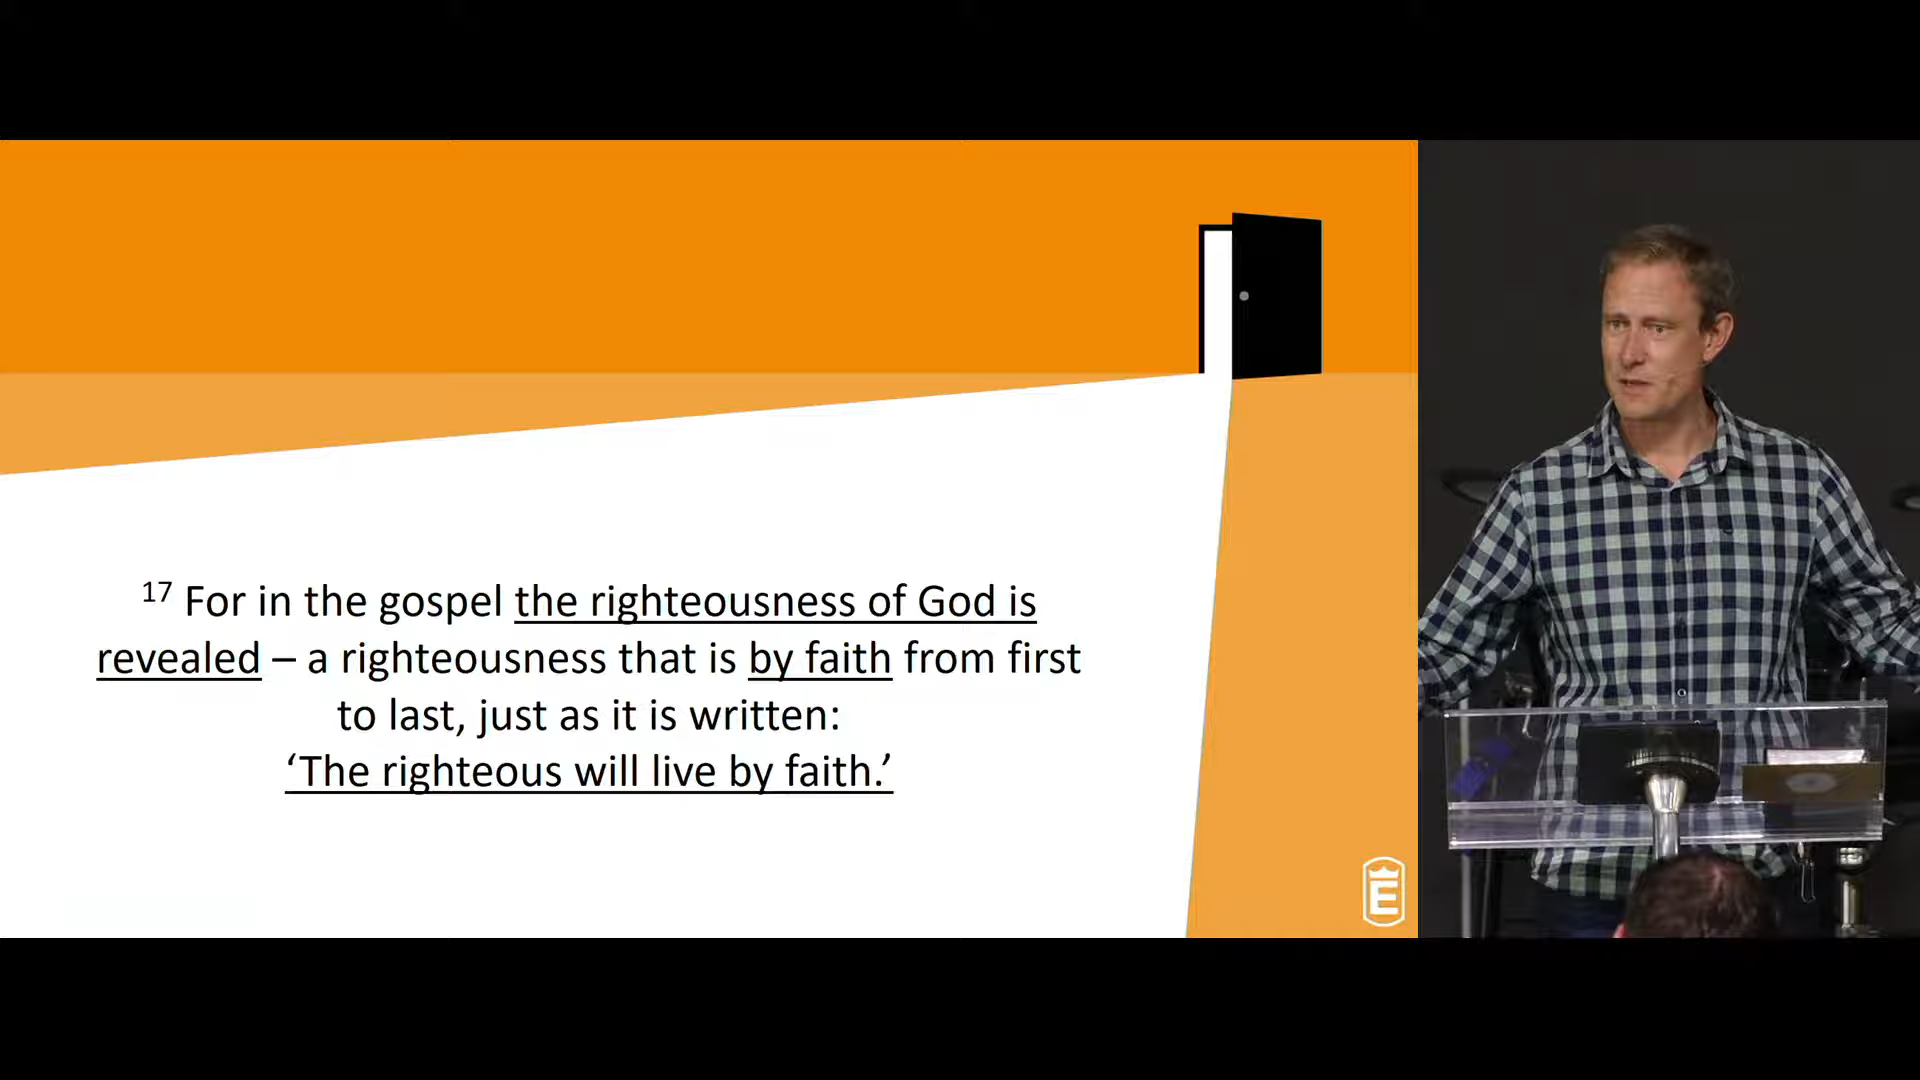 17 For in the gospel the righteousness of God is
revealed – a righteousness that is by faith from first
to last, just as it is written:
‘The righteous will live by faith.’
E